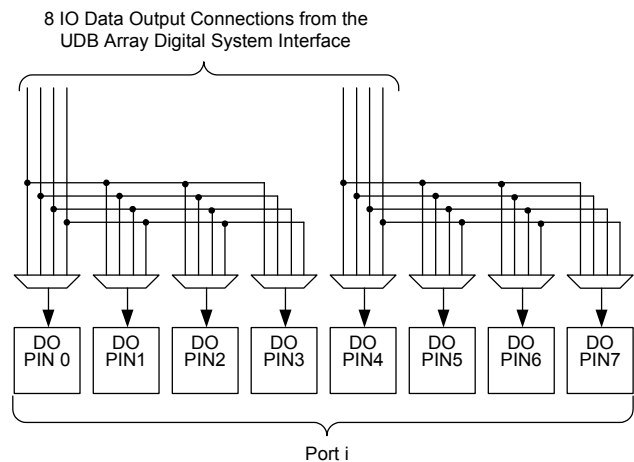 8 IO Data Output Connections from the
UDB Array Digital System Interface
DO
PIN 0
DO
PIN1
DO
PIN2
DO
PIN3
DO
PIN4
DO
PIN5
DO
PIN6
DO
PIN7
Port i